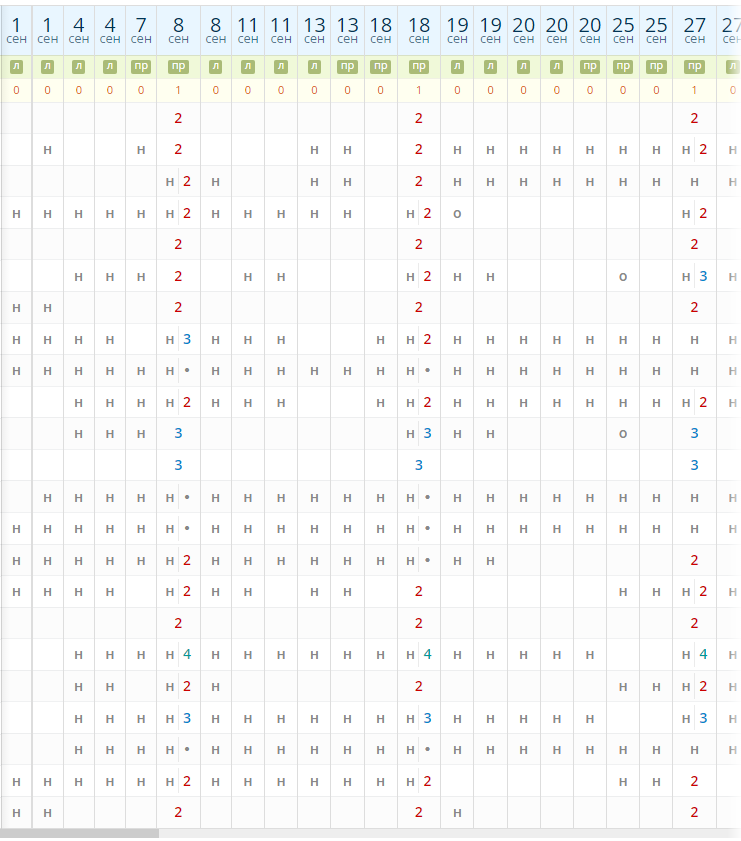 1 1 4 4 7 8 8 11 11 13 13 18 18 19 19 20 20 20 25 25 27 27
сен сен сен сен сен сен сен сен сен сен сен сен сен сен сен сен сен сен сен сен сен сен
л л л л пр пр л л л л пр пр пр л л л л пр пр пр пр л
0 0 0 0 0 1 0 0 0 0 0 0 1 0 0 0 0 0 0 0 1 0
2 2 2
н н 2 н н 2 н н н н н н н н 2 н
н 2 н н н 2 н н н н н н н н н
н н н н н н 2 н н н н н н 2 о н 2
2 2 2
н н н 2 н н н 2 н н о н 3 н
н н 2 2 2
н н н н н 3 н н н н н 2 н н н н н н н н н
н н н н н н • н н н н н н н • н н н н н н н н н
н н н н 2 н н н н н 2 н н н н н н н н 2 н
н н н 3 н 3 н н о 3
3 3 3
н н н н н • н н н н н н н • н н н н н н н н н
н н н н н н • н н н н н н н • н н н н н н н н н
н н н н н н 2 н н н н н н н • н н 2
н н н н н 2 н н н н 2 н н н 2 н
2 2 2
н н н н 4 н н н н н н н 4 н н н н н н 4 н
н н н 2 н 2 н н н 2 н
н н н н 3 н н н н н н н 3 н н н н н н 3 н
н н н н • н н н н н н н • н н н н н н н н н
н н н н н н 2 н н н н н н н 2 н н 2
н н 2 2 н 2